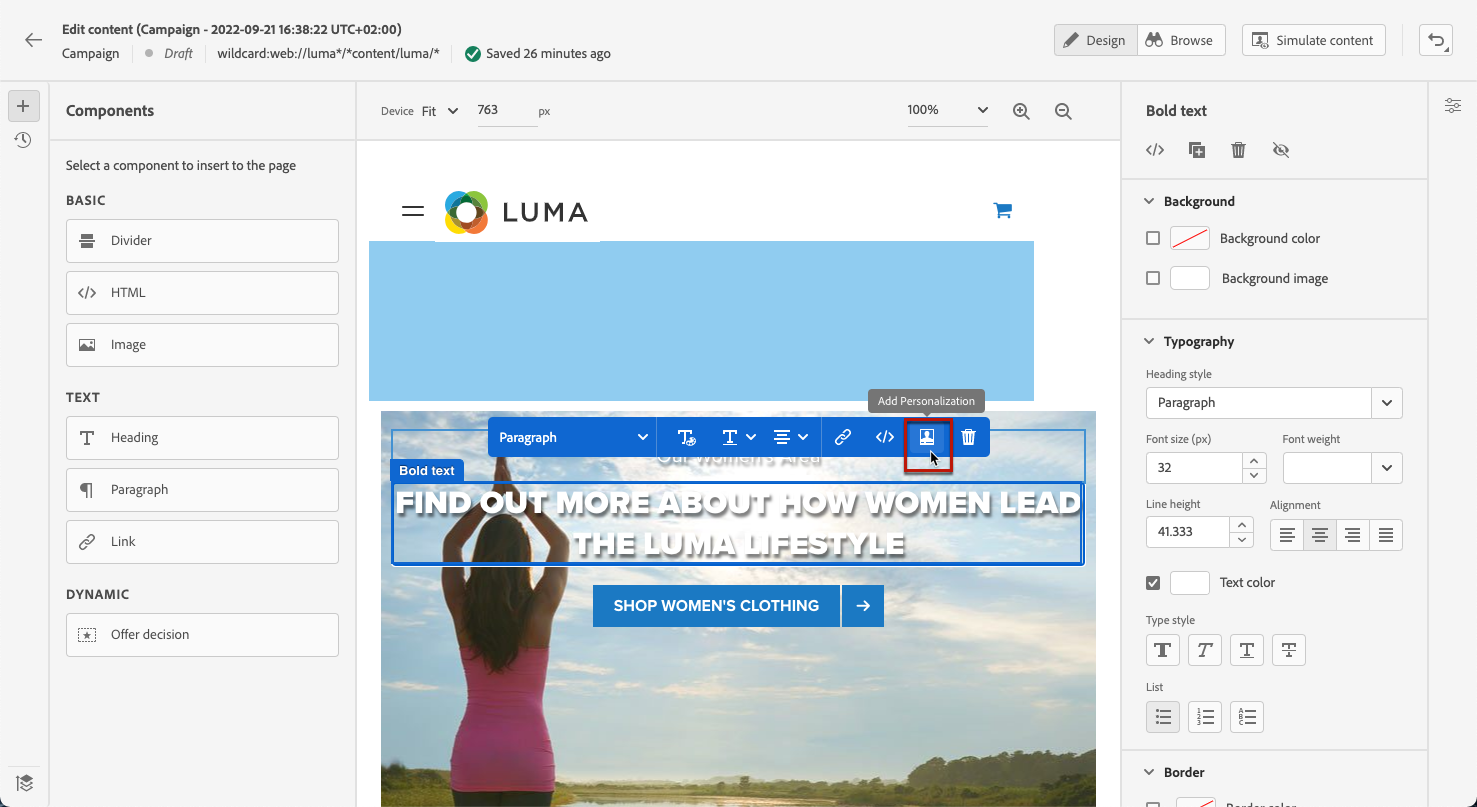 Edit content (Campaign - 2022-09-21 16:38:22 UTC+02:00)
Campaign
Draft
wildcard:web://luma*/*content/luma/*
Saved 26 minutes ago
Design
Browse
Simulate content
Components
Select a component to insert to the page
BASIC
Divider
HTML
Image
TEXT
Heading
Paragraph
Link
DYNAMIC
Offer decision
Device
Fit
763
px
100%
LUMA
Add Personalization
Paragraph
Our Women's Area
Bold text
FIND OUT MORE ABOUT HOW WOMEN LEAD
THE LUMA LIFESTYLE
SHOP WOMEN'S CLOTHING
Bold text
Background
Background color
Background image
Typography
Heading style
Paragraph
Font size (px)
Font weight
32
Line height
Alignment
41.333
Text color
Type style
List
Border
Border color